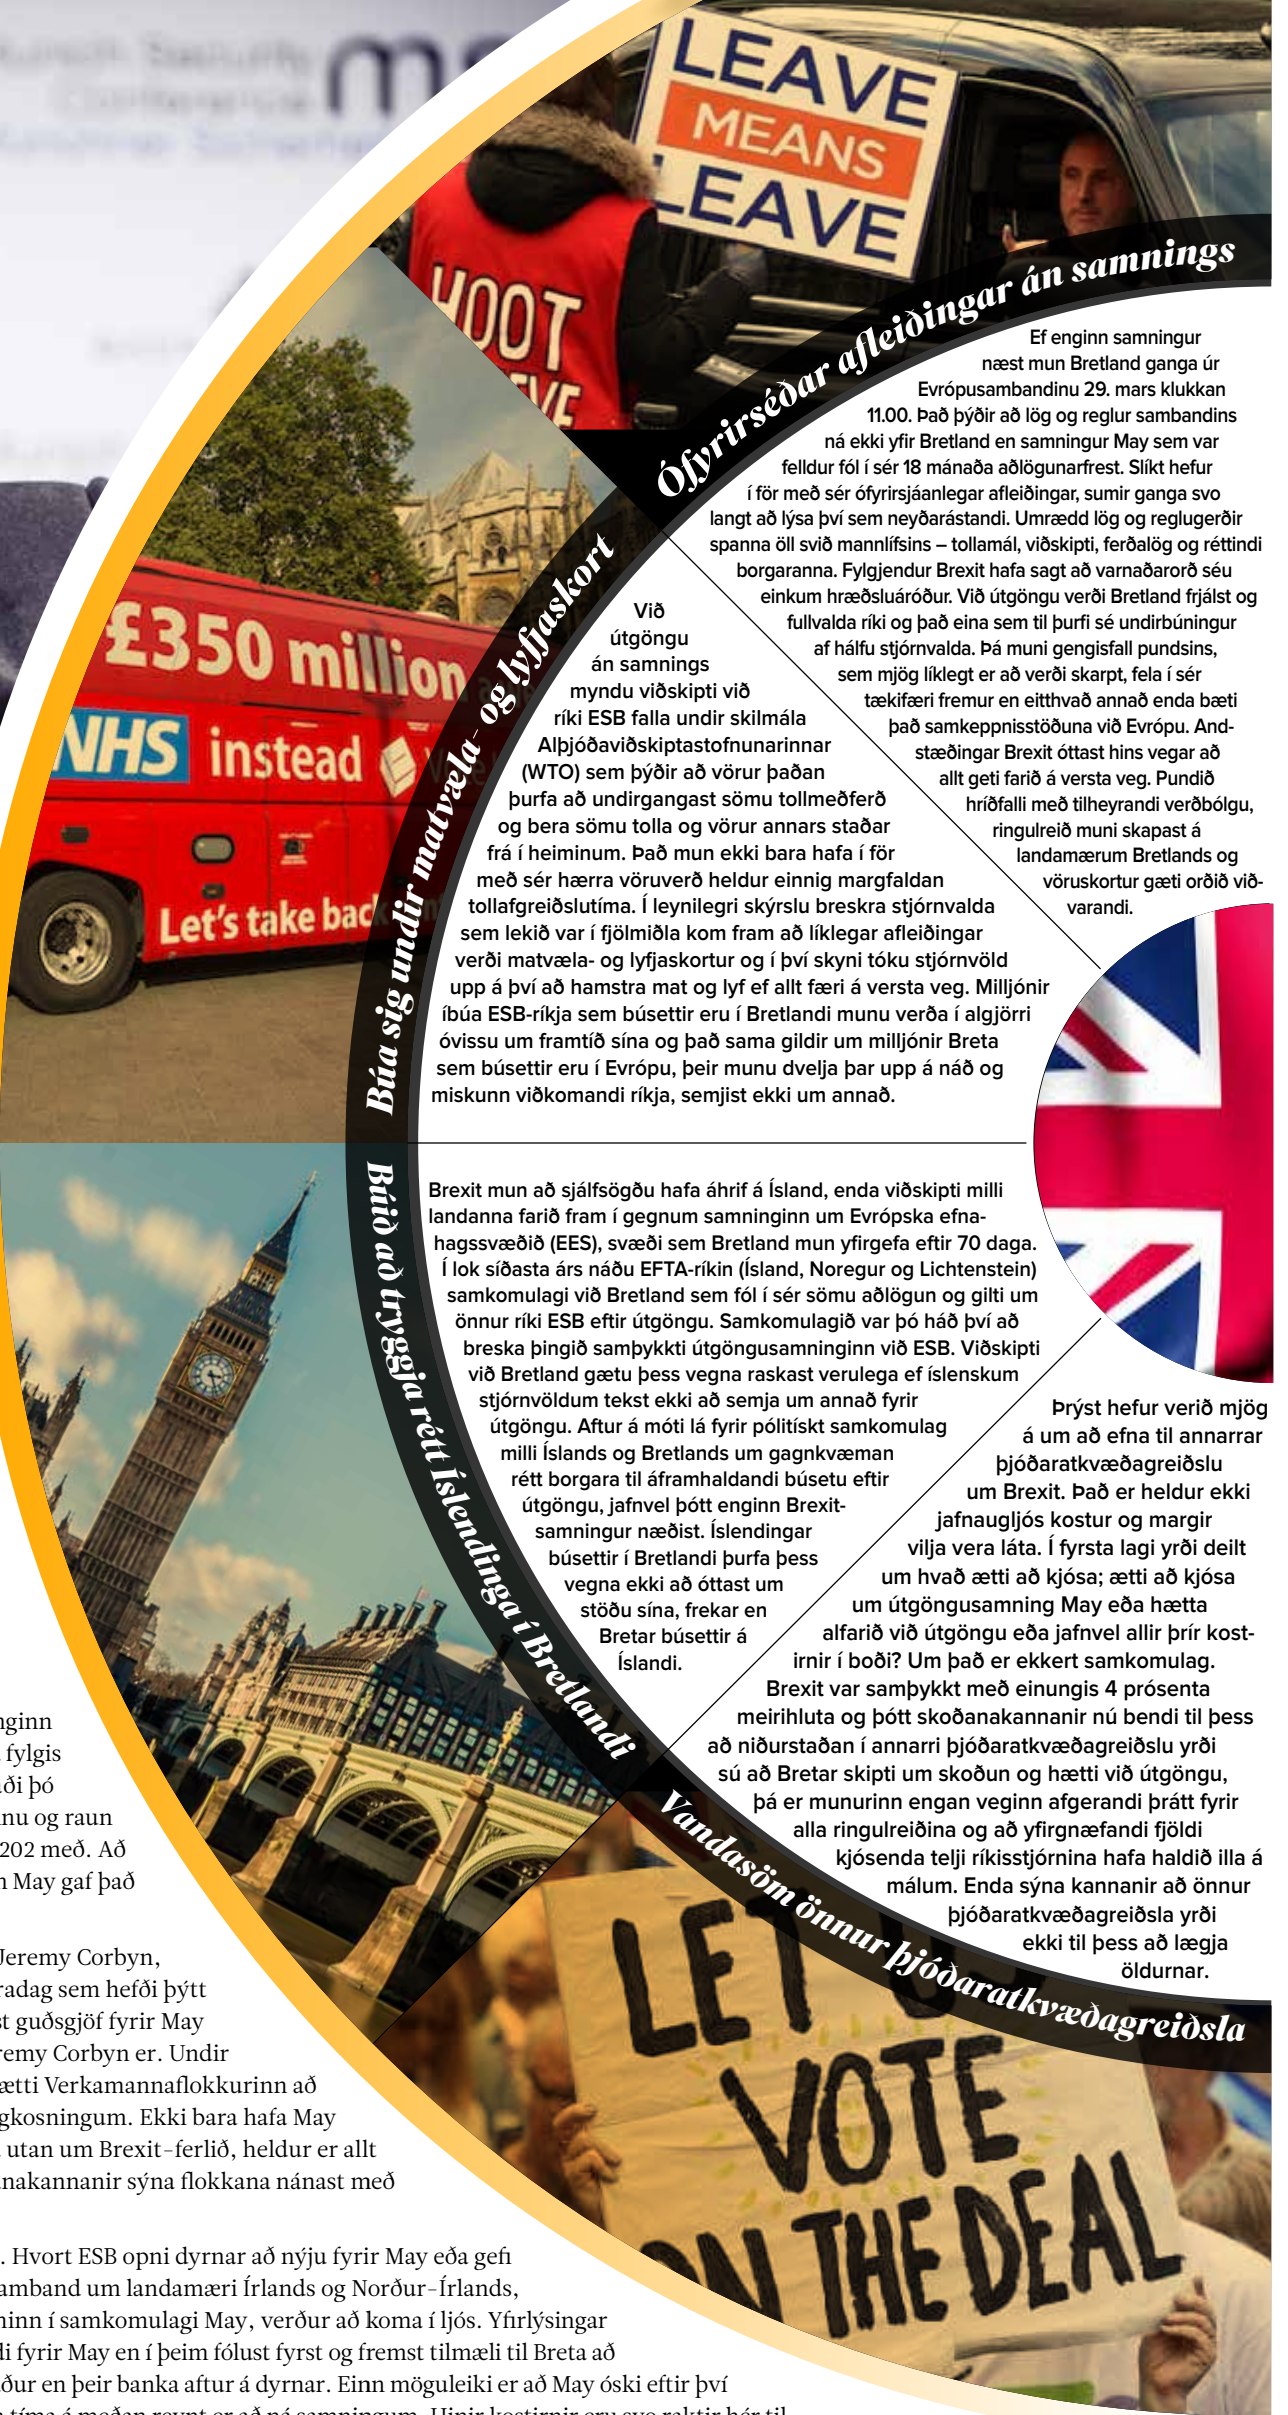 LEAVE
MEANS
LEAVE
HOOT
£350 million
NHS instead
Let's take back
Ófyrirséðar afleiðingar án samnings
Ef enginn samningur
næst mun Bretland ganga úr
Evrópusambandinu 29. mars klukkan
11.00. Það þýðir að lög og reglur sambandins
ná ekki yfir Bretland en samningur May sem var
felldur fól í sér 18 mánaða aðlögunarfrest. Slíkt hefur
í för með sér ófyrirsjáanlegar afleiðingar, sumir ganga svo
langt að lýsa því sem neyðarástandi. Umrædd lög og reglugerðir
spanna öll svið mannlífsins – tollamál, viðskipti, ferðalög og réttindi
borgaranna. Fylgjendur Brexit hafa sagt að varnaðarorð séu
einkum hræðsluáróður. Við útgöngu verði Bretland frjálst og
fullvalda ríki og það eina sem til þurfi sé undirbúningur
af hálfu stjórnvalda. Þá muni gengisfall pundsins,
sem mjög líklegt er að verði skarpt, fela í sér
tækifæri fremur en eitthvað annað enda bæti
það samkeppnisstöðuna við Evrópu. And-
stæðingar Brexit óttast hins vegar að
allt geti farið á versta veg. Pundið
hríðfalli með tilheyrandi verðbólgu,
ringulreið muni skapast á
landamærum Bretlands og
vöruskortur gæti orðið við-
varandi.
Búa sig undir matvæla- og lyfjaskort
Við
útgöngu
án samnings
myndu viðskipti við
ríki ESB falla undir skilmála
Alþjóðaviðskiptastofnunarinnar
(WTO) sem þýðir að vörur þaðan
þurfa að undirgangast sömu tollmeðferð
og bera sömu tolla og vörur annars staðar
frá í heiminum. Það mun ekki bara hafa í för
með sér hærra vöruverð heldur einnig margfaldan
tollafgreiðslutíma. Í leynilegri skýrslu breskra stjórnvalda
sem lekið var í fjölmiðla kom fram að líklegar afleiðingar
verði matvæla- og lyfjaskortur og í því skyni tóku stjórnvöld
upp á því að hamstra mat og lyf ef allt færi á versta veg. Milljónir
íbúa ESB-ríkja sem búsettir eru í Bretlandi munu verða í algjörri
óvissu um framtíð sína og það sama gildir um milljónir Breta
sem búsettir eru í Evrópu, þeir munu dvelja þar upp á náð og
miskunn viðkomandi ríkja, semjist ekki um annað.
Búið að tryggja rétt Íslendinga í Bretlandi
Brexit mun að sjálfsögðu hafa áhrif á Ísland, enda viðskipti milli
landanna farið fram í gegnum samninginn um Evrópska efna-
hagssvæðið (EES), svæði sem Bretland mun yfirgefa eftir 70 daga.
Í lok síðasta árs náðu EFTA-ríkin (Ísland, Noregur og Lichtenstein)
samkomulagi við Bretland sem fól í sér sömu aðlögun og gilti um
önnur ríki ESB eftir útgöngu. Samkomulagið var þó háð því að
breska þingið samþykkti útgöngusamninginn við ESB. Viðskipti
við Bretland gætu þess vegna raskast verulega ef íslenskum
stjórnvöldum tekst ekki að semja um annað fyrir
útgöngu. Aftur á móti lá fyrir pólitískt samkomulag
milli Íslands og Bretlands um gagnkvæman
rétt borgara til áframhaldandi búsetu eftir
útgöngu, jafnvel þótt enginn Brexit-
samningur næðist. Íslendingar
búsettir í Bretlandi þurfa þess
vegna ekki að óttast um
stöðu sína, frekar en
Bretar búsettir á
Íslandi.
Vandasöm önnur þjóðaratkvæðagreiðsla
Þrýst hefur verið mjög
á um að efna til annarrar
þjóðaratkvæðagreiðslu
um Brexit. Það er heldur ekki
jafnaugljós kostur og margir
vilja vera láta. Í fyrsta lagi yrði deilt
um hvað ætti að kjósa; ætti að kjósa
um útgöngusamning May eða hætta
alfarið við útgöngu eða jafnvel allir þrír kost-
irnir í boði? Um það er ekkert samkomulag.
Brexit var samþykkt með einungis 4 prósenta
meirihluta og þótt skoðanakannanir nú bendi til þess
að niðurstaðan í annarri þjóðaratkvæðagreiðslu yrði
sú að Bretar skipti um skoðun og hætti við útgöngu,
þá er munurinn engan veginn afgerandi þrátt fyrir
alla ringulreiðina og að yfirgnæfandi fjöldi
kjósenda telji ríkisstjórnina hafa haldið illa á
málum. Enda sýna kannanir að önnur
þjóðaratkvæðagreiðsla yrði
ekki til þess að lægja
öldurnar.
LET US
VOTE
ON THE DEAL
nginn
fylgis
ði þó
nu og raun
202 með. Að
n May gaf það
Jeremy Corbyn,
radag sem hefði þýtt
st guðsgjöf fyrir May
remy Corbyn er. Undir
ætti Verkamannaflokkurinn að
gkosningum. Ekki bara hafa May
utan um Brexit-ferlið, heldur er allt
nakannanir sýna flokkana nánast með
. Hvort ESB opni dyrnar að nýju fyrir May eða gefi
amband um landamæri Írlands og Norður-Írlands,
ninn í samkomulagi May, verður að koma í ljós. Yfirlýsingar
di fyrir May en í þeim fólust fyrst og fremst tilmæli til Breta að
ður en þeir banka aftur á dyrnar. Einn möguleiki er að May óski eftir því